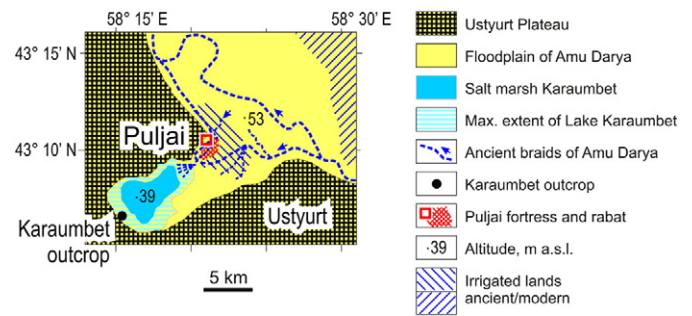 58° 15' E
58° 30' E
43° 15' N
43° 10' N
Puljai
·53
·39
Ustyurt
Karaumbet
outcrop
5 km
Ustyurt Plateau
Floodplain of Amu Darya
Salt marsh Karaumbet
Max. extent of Lake Karaumbet
Ancient braids of Amu Darya
Karaumbet outcrop
Puljai fortress and rabat
·39 Altitude, m a.s.l.
Irrigated lands
ancient/modern